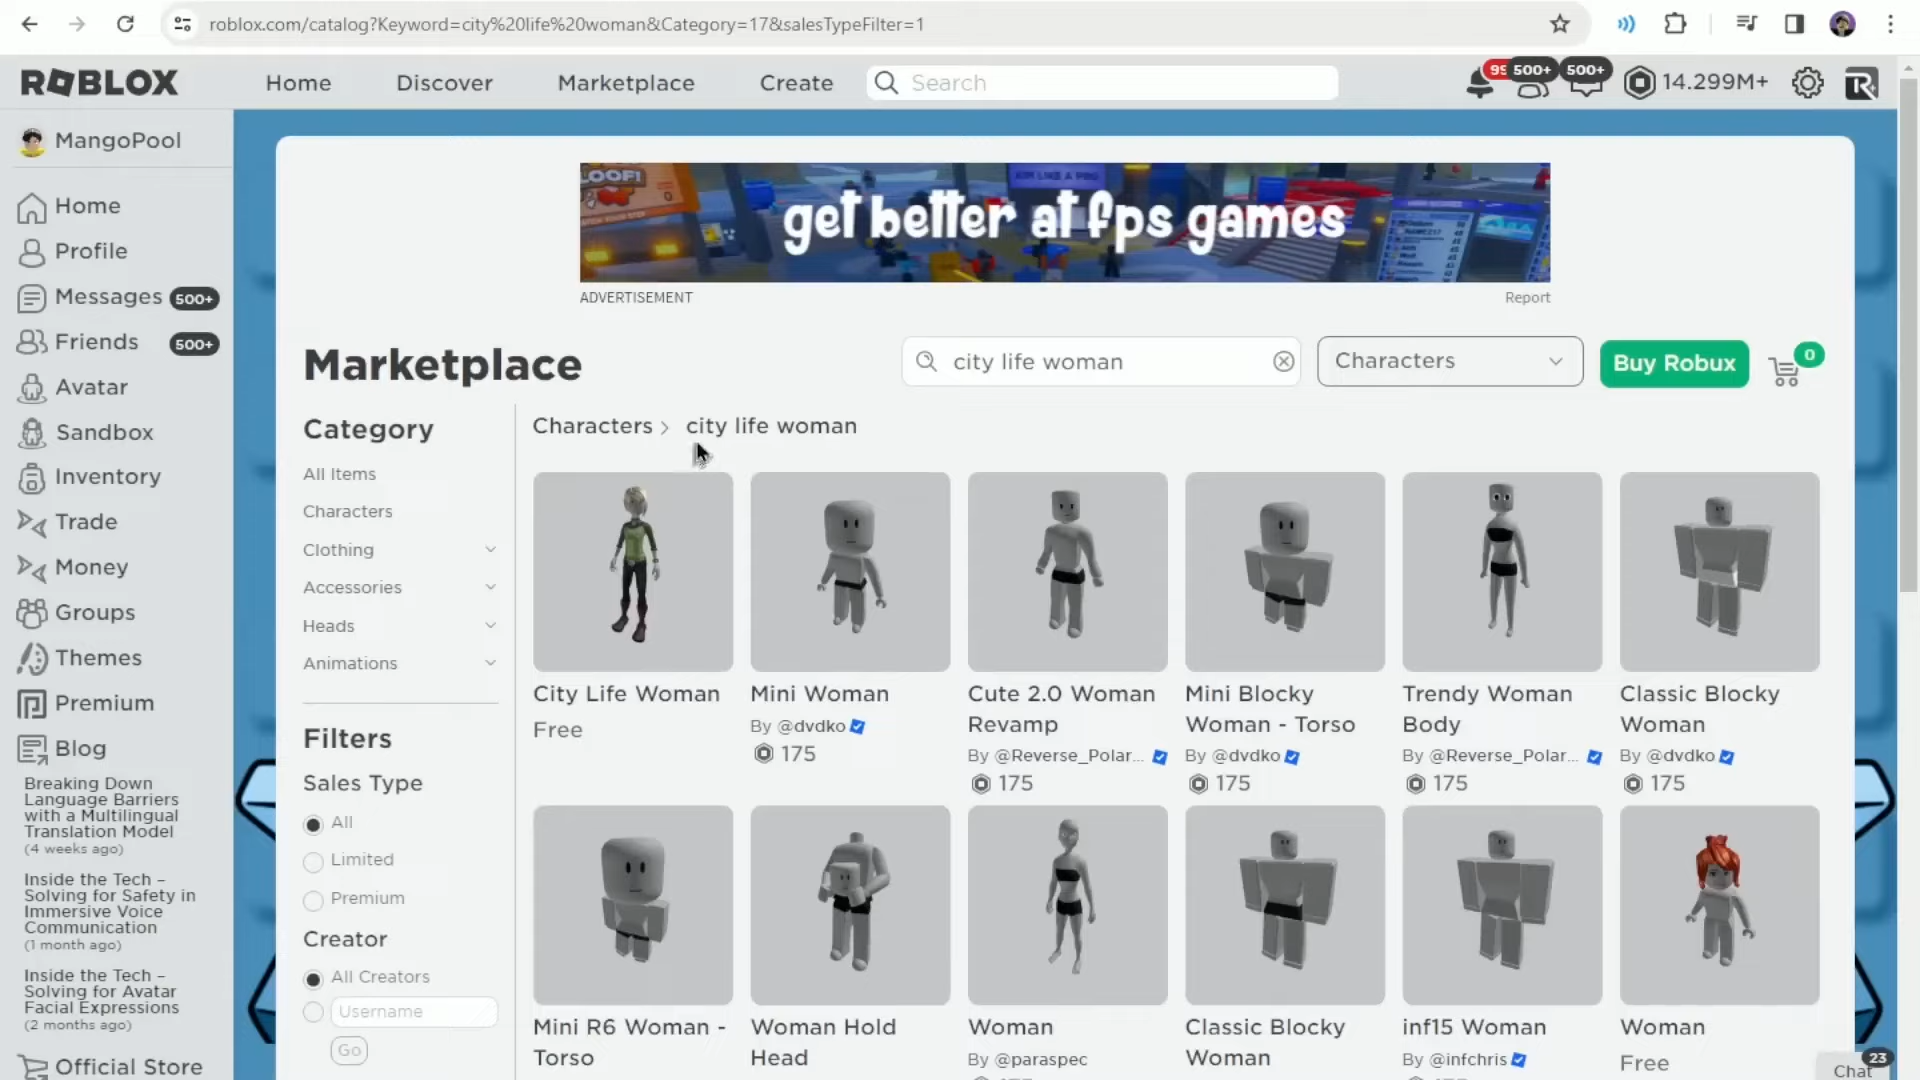 roblox.com/catalog?Keyword=city%20life%20woman&Category=17&salesTypeFilter=1
ROBLOX
Home
Discover
Marketplace
Create
Search
99
500+
500+
14.299M+
MangoPool
Home
Profile
Messages 500+
Friends 500+
Avatar
Sandbox
Inventory
Trade
Money
Groups
Themes
Premium
Blog
Breaking Down
Language Barriers
with a Multilingual
Translation Model
(4 weeks ago)
Inside the Tech –
Solving for Safety in
Immersive Voice
Communication
(1 month ago)
Inside the Tech –
Solving for Avatar
Facial Expressions
(2 months ago)
Official Store
LOOF!
AIM LIKE A PRO
get better at fps games
ADVERTISEMENT
Report
Marketplace
city life woman
Characters
Buy Robux
0
Category
All Items
Characters
Clothing
Accessories
Heads
Animations
Filters
Sales Type
All
Limited
Premium
Creator
All Creators
Username
Go
Characters > city life woman
City Life Woman
Free
Mini Woman
By @dvdko
175
Cute 2.0 Woman
Revamp
By @Reverse_Polar...
175
Mini Blocky
Woman - Torso
By @dvdko
175
Trendy Woman
Body
By @Reverse_Polar...
175
Classic Blocky
Woman
By @dvdko
175
Mini R6 Woman -
Torso
Woman Hold
Head
Woman
By @paraspec
Classic Blocky
Woman
inf15 Woman
By @infchris
Woman
Free
Chat
23